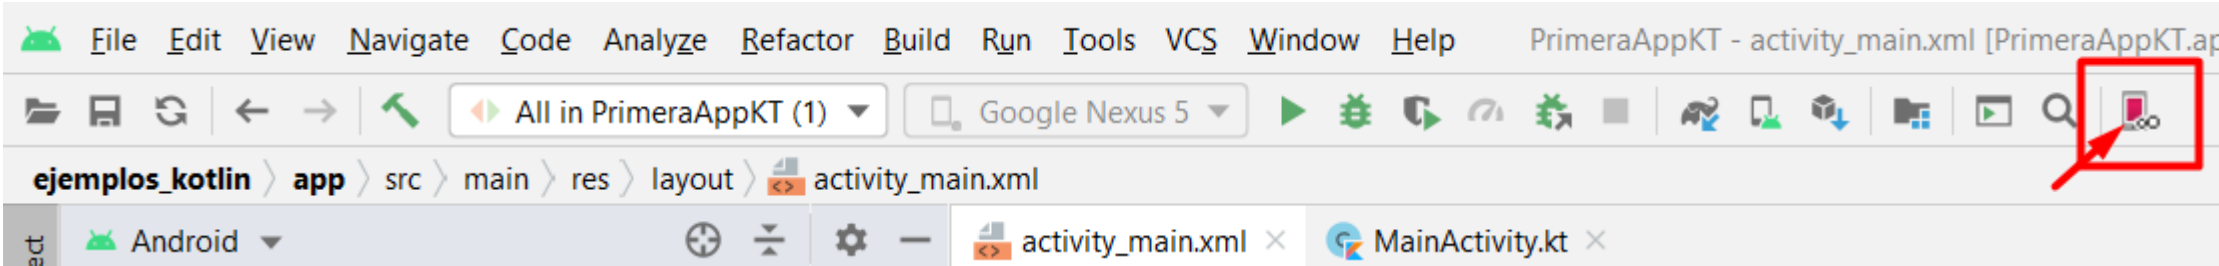 File Edit View Navigate Code Analyze Refactor Build Run Tools VCS Window Help PrimeraAppKT - activity_main.xml [PrimeraAppKT.ap
All in PrimeraAppKT (1) Google Nexus 5
ejemplos_kotlin app src main res layout activity_main.xml
Android activity_main.xml MainActivity.kt